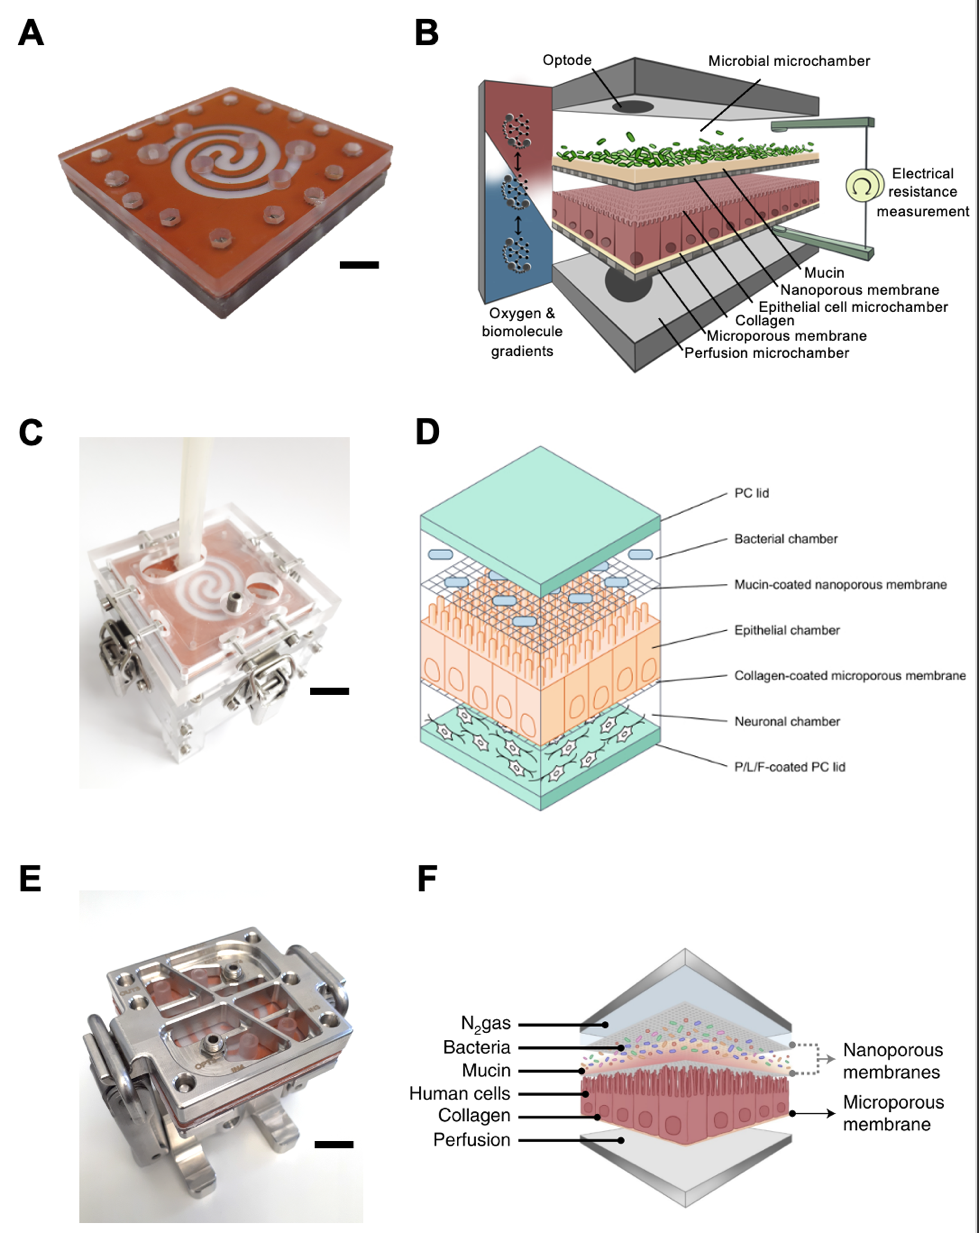 A
B
Optode
Microbial microchamber
Electrical
resistance
measurement
Mucin
Nanoporous membrane
Epithelial cell microchamber
Collagen
Microporous membrane
Perfusion microchamber
Oxygen &
biomolecule
gradients
C
D
PC lid
Bacterial chamber
Mucin-coated nanoporous membrane
Epithelial chamber
Collagen-coated microporous membrane
Neuronal chamber
P/L/F-coated PC lid
E
F
N₂gas
Bacteria
Mucin
Human cells
Collagen
Perfusion
Nanoporous
membranes
Microporous
membrane